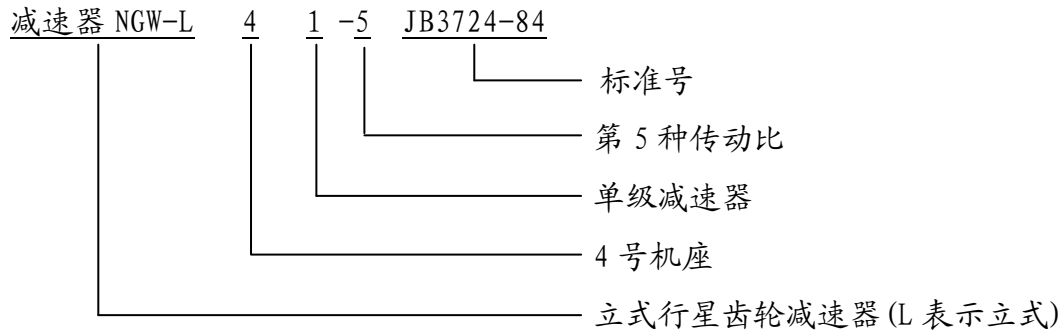 减速器 NGW-L 4 1 -5 JB3724-84
标准号
第 5 种传动比
单级减速器
4 号机座
立式行星齿轮减速器(L 表示立式)